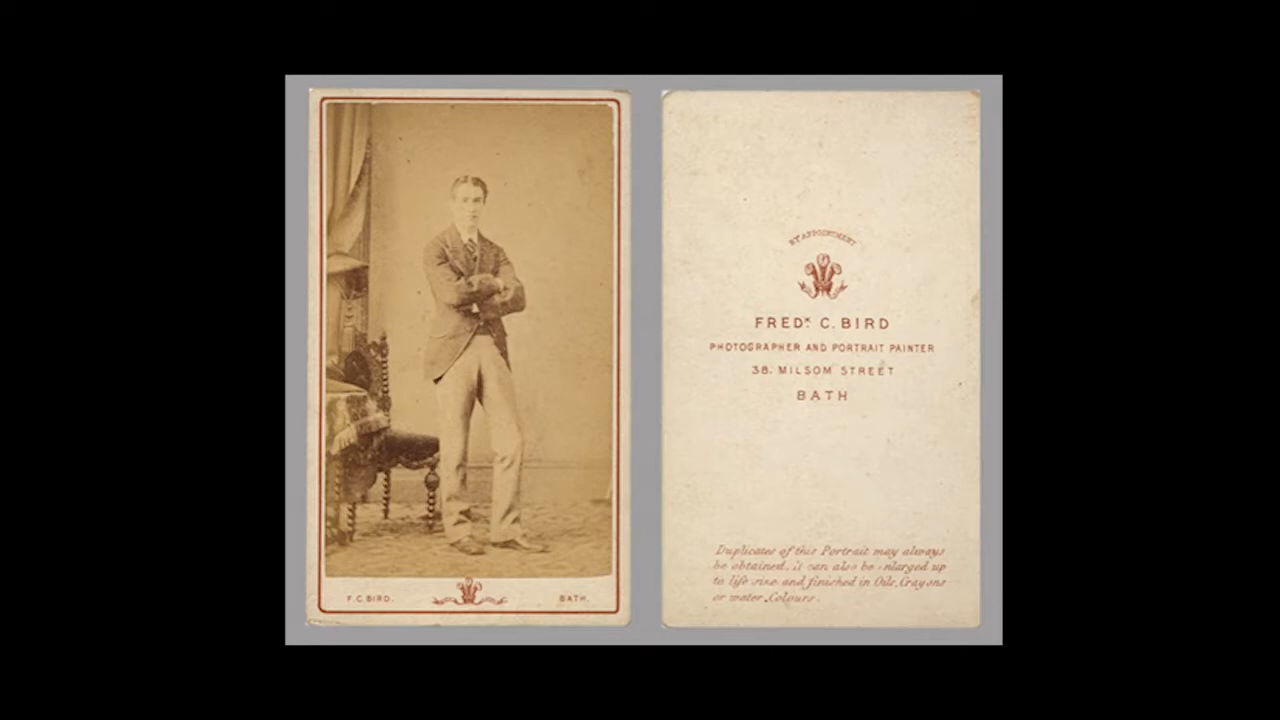 F.C.BIRD.
BATH.
BY APPOINTMENT
FREDK C. BIRD
PHOTOGRAPHER AND PORTRAIT PAINTER
38. MILSOM STREET
BATH
Duplicates of this Portrait may always
be obtained, it can also be enlarged up
to life size and finished in Oils, Crayons
or water Colours.